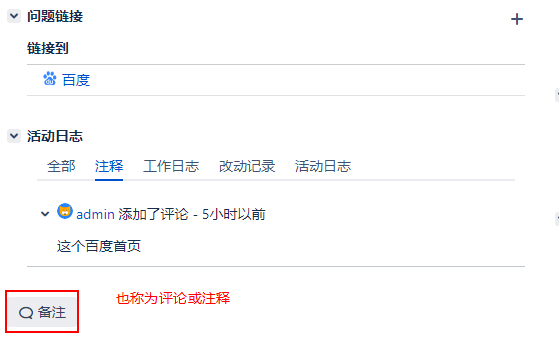 问题链接
链接到
百度
活动日志
全部 注释 工作日志 改动记录 活动日志
admin 添加了评论 - 5小时以前
这个百度首页
备注 也称为评论或注释